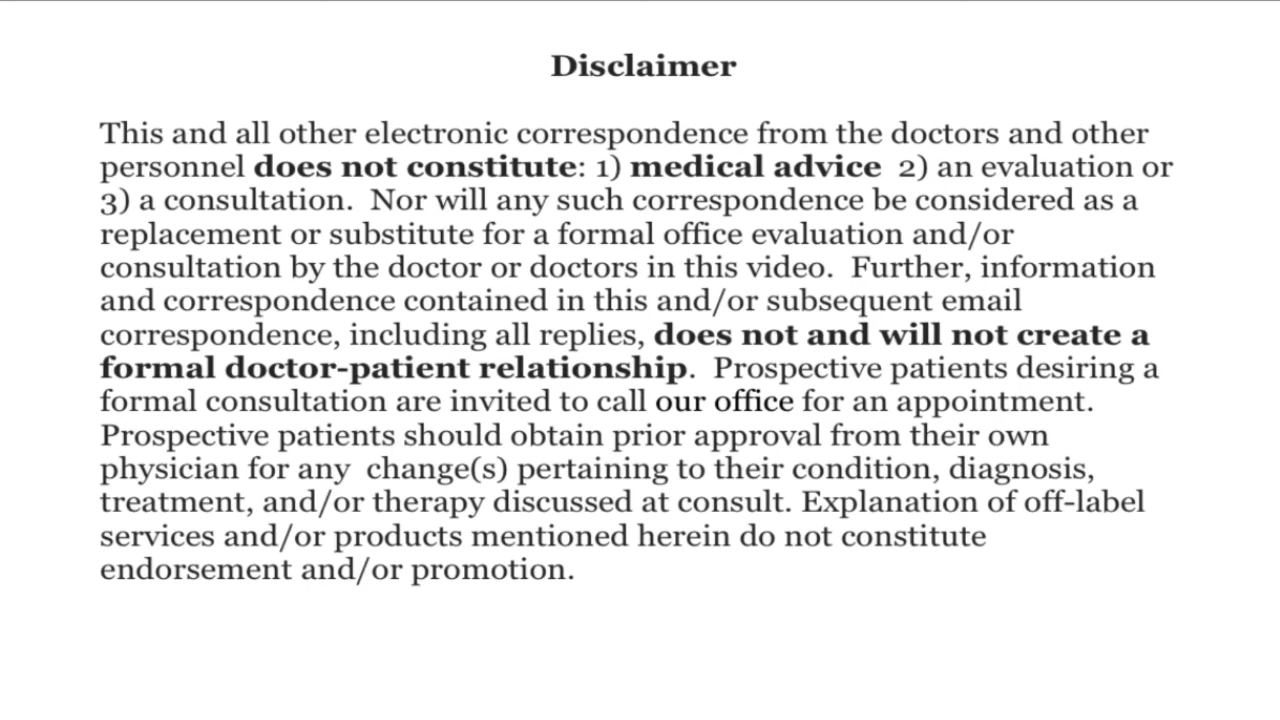 Disclaimer
This and all other electronic correspondence from the doctors and other
personnel does not constitute: 1) medical advice  2) an evaluation or
3) a consultation.  Nor will any such correspondence be considered as a
replacement or substitute for a formal office evaluation and/or
consultation by the doctor or doctors in this video.  Further, information
and correspondence contained in this and/or subsequent email
correspondence, including all replies, does not and will not create a
formal doctor-patient relationship.  Prospective patients desiring a
formal consultation are invited to call our office for an appointment.
Prospective patients should obtain prior approval from their own
physician for any  change(s) pertaining to their condition, diagnosis,
treatment, and/or therapy discussed at consult. Explanation of off-label
services and/or products mentioned herein do not constitute
endorsement and/or promotion.